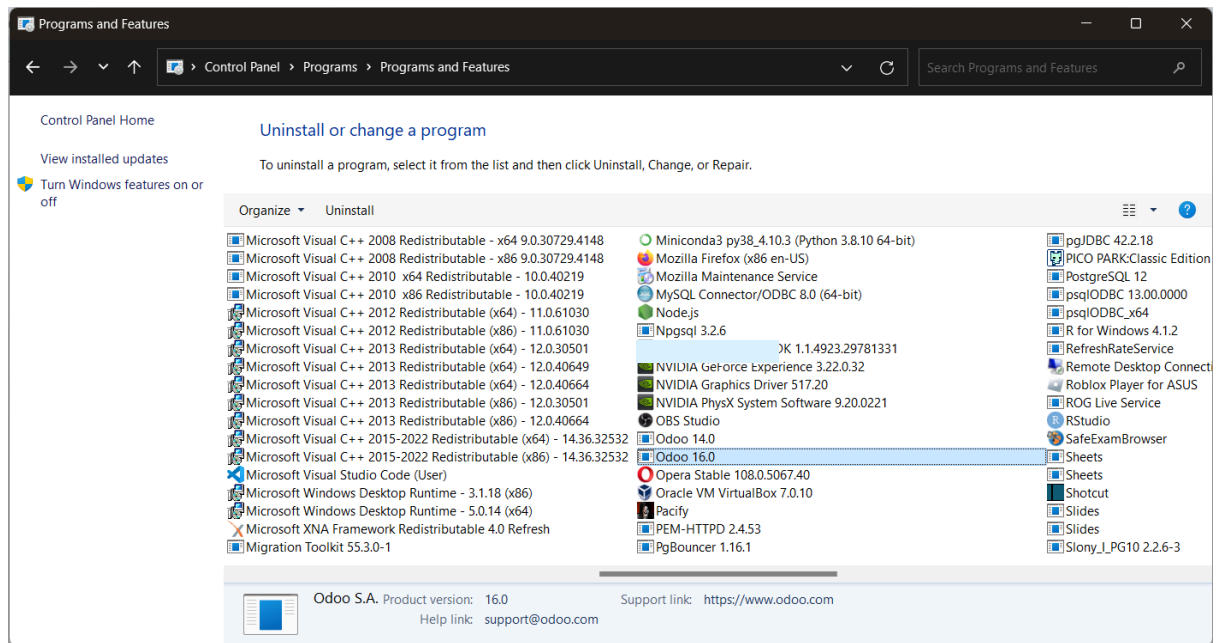 Programs and Features
Control Panel > Programs > Programs and Features
Search Programs and Features
Control Panel Home
View installed updates
Turn Windows features on or
off
Uninstall or change a program
To uninstall a program, select it from the list and then click Uninstall, Change, or Repair.
Organize Uninstall
Microsoft Visual C++ 2008 Redistributable - x64 9.0.30729.4148
Microsoft Visual C++ 2008 Redistributable - x86 9.0.30729.4148
Microsoft Visual C++ 2010 x64 Redistributable - 10.0.40219
Microsoft Visual C++ 2010 x86 Redistributable - 10.0.40219
Microsoft Visual C++ 2012 Redistributable (x64) - 11.0.61030
Microsoft Visual C++ 2012 Redistributable (x86) - 11.0.61030
Microsoft Visual C++ 2013 Redistributable (x64) - 12.0.30501
Microsoft Visual C++ 2013 Redistributable (x64) - 12.0.40649
Microsoft Visual C++ 2013 Redistributable (x64) - 12.0.40664
Microsoft Visual C++ 2013 Redistributable (x86) - 12.0.30501
Microsoft Visual C++ 2013 Redistributable (x86) - 12.0.40664
Microsoft Visual C++ 2015-2022 Redistributable (x64) - 14.36.32532
Microsoft Visual C++ 2015-2022 Redistributable (x86) - 14.36.32532
Microsoft Visual Studio Code (User)
Microsoft Windows Desktop Runtime - 3.1.18 (x86)
Microsoft Windows Desktop Runtime - 5.0.14 (x64)
Microsoft XNA Framework Redistributable 4.0 Refresh
Migration Toolkit 55.3.0-1
Miniconda3 py38_4.10.3 (Python 3.8.10 64-bit)
Mozilla Firefox (x86 en-US)
Mozilla Maintenance Service
MySQL Connector/ODBC 8.0 (64-bit)
Node.js
Npgsql 3.2.6
DK 1.1.4923.29781331
NVIDIA GeForce Experience 3.22.0.32
NVIDIA Graphics Driver 517.20
NVIDIA PhysX System Software 9.20.0221
OBS Studio
Odoo 14.0
Odoo 16.0
Opera Stable 108.0.5067.40
Oracle VM VirtualBox 7.0.10
Pacify
PEM-HTTPD 2.4.53
PgBouncer 1.16.1
pgJDBC 42.2.18
PICO PARK:Classic Edition
PostgreSQL 12
psqlODBC 13.00.0000
psqlODBC_x64
R for Windows 4.1.2
RefreshRateService
Remote Desktop Connecti
Roblox Player for ASUS
ROG Live Service
RStudio
SafeExamBrowser
Sheets
Sheets
Shotcut
Slides
Slides
Slony_I_PG10 2.2.6-3
Odoo S.A. Product version: 16.0 Support link: https://www.odoo.com
Help link: support@odoo.com